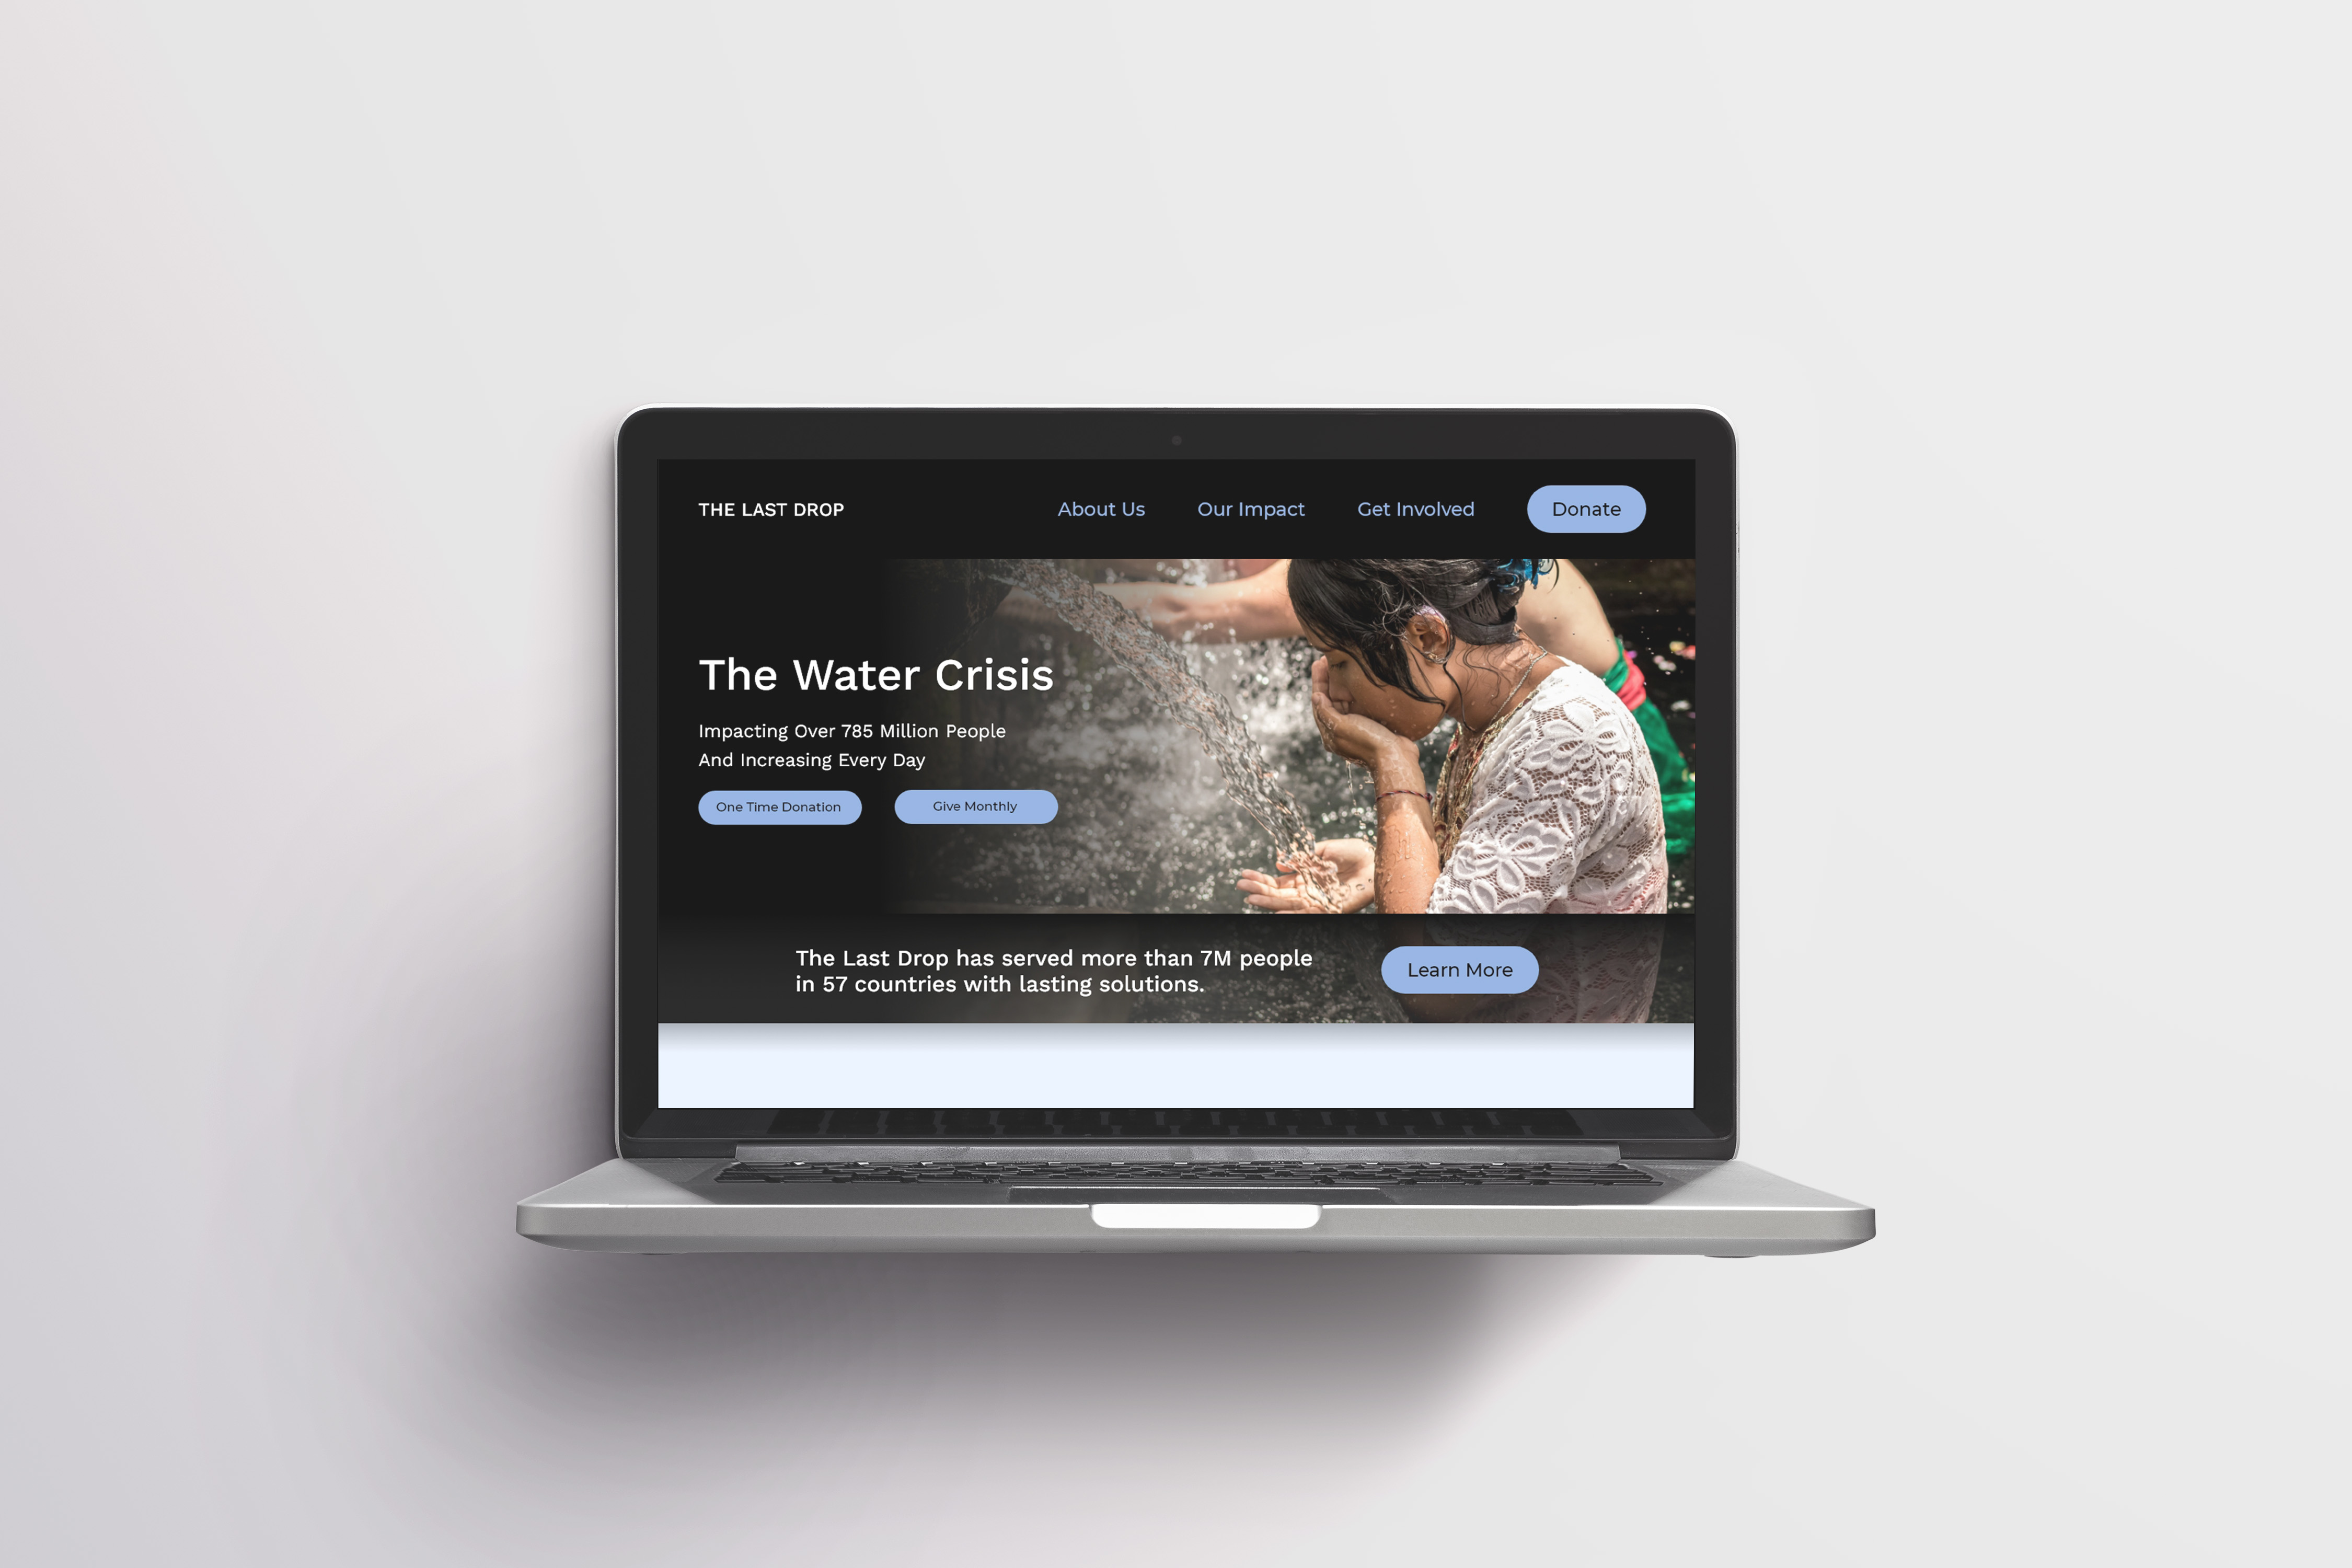 THE LAST DROP
About Us
Our Impact
Get Involved
Donate
The Water Crisis
Impacting Over 785 Million People
And Increasing Every Day
One Time Donation
Give Monthly
The Last Drop has served more than 7M people
in 57 countries with lasting solutions.
Learn More